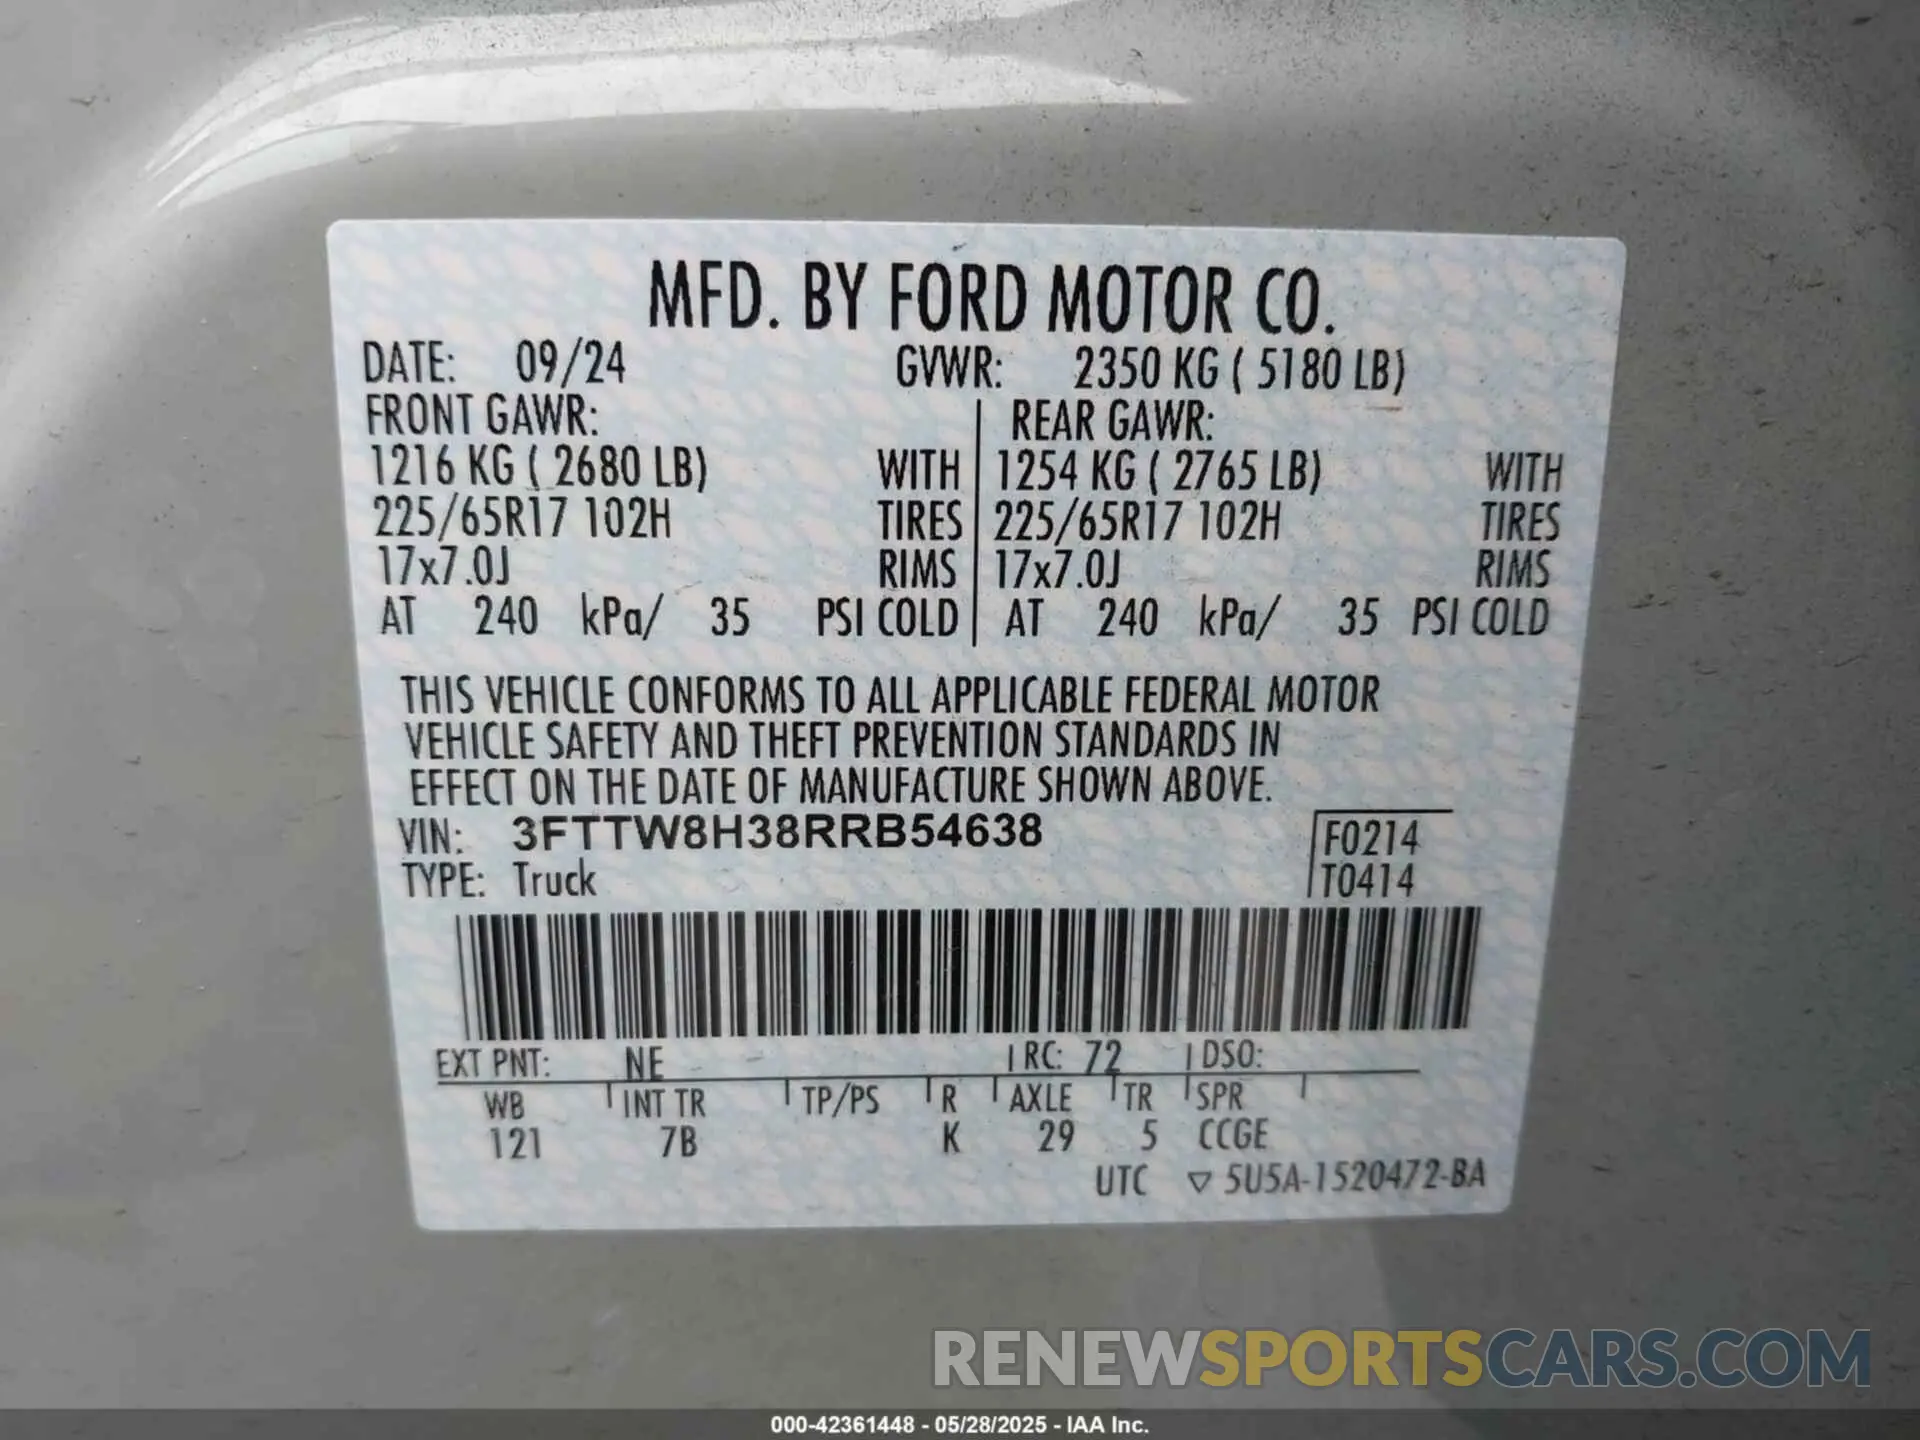 MFD. BY FORD MOTOR CO.
DATE: 09/24 GVWR: 2350 KG ( 5180 LB)
FRONT GAWR: REAR GAWR:
1216 KG ( 2680 LB) WITH 1254 KG ( 2765 LB) WITH
225/65R17 102H TIRES 225/65R17 102H TIRES
17x7.0J RIMS 17x7.0J RIMS
AT 240 kPa/ 35 PSI COLD AT 240 kPa/ 35 PSI COLD
THIS VEHICLE CONFORMS TO ALL APPLICABLE FEDERAL MOTOR
VEHICLE SAFETY AND THEFT PREVENTION STANDARDS IN
EFFECT ON THE DATE OF MANUFACTURE SHOWN ABOVE.
VIN: 3FTTW8H38RRB54638 F0214
TYPE: Truck T0414
EXT PNT: NE RC: 72 DSO:
WB INT TR TP/PS R AXLE TR SPR
121 7B K 29 5 CCGE
UTC ▽ 5U5A-1520472-BA
RENEWSPORTSCARS.COM
000-42361448 - 05/28/2025 - IAA Inc.